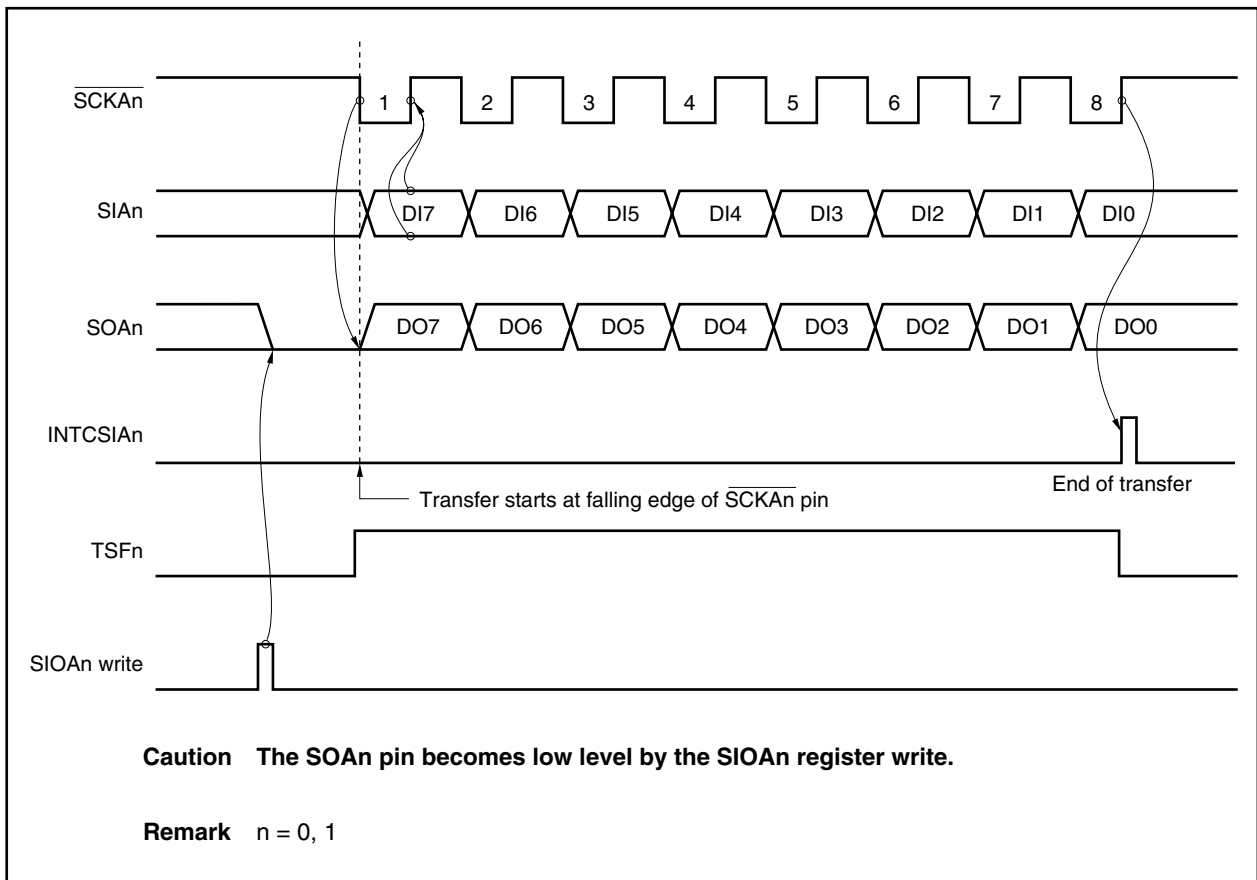 SCKAn
1 2 3 4 5 6 7 8
SIAn
DI7 DI6 DI5 DI4 DI3 DI2 DI1 DI0
SOAn
DO7 DO6 DO5 DO4 DO3 DO2 DO1 DO0
INTCSIAn
End of transfer
Transfer starts at falling edge of SCKAn pin
TSFn
SIOAn write
Caution The SOAn pin becomes low level by the SIOAn register write.
Remark n = 0, 1